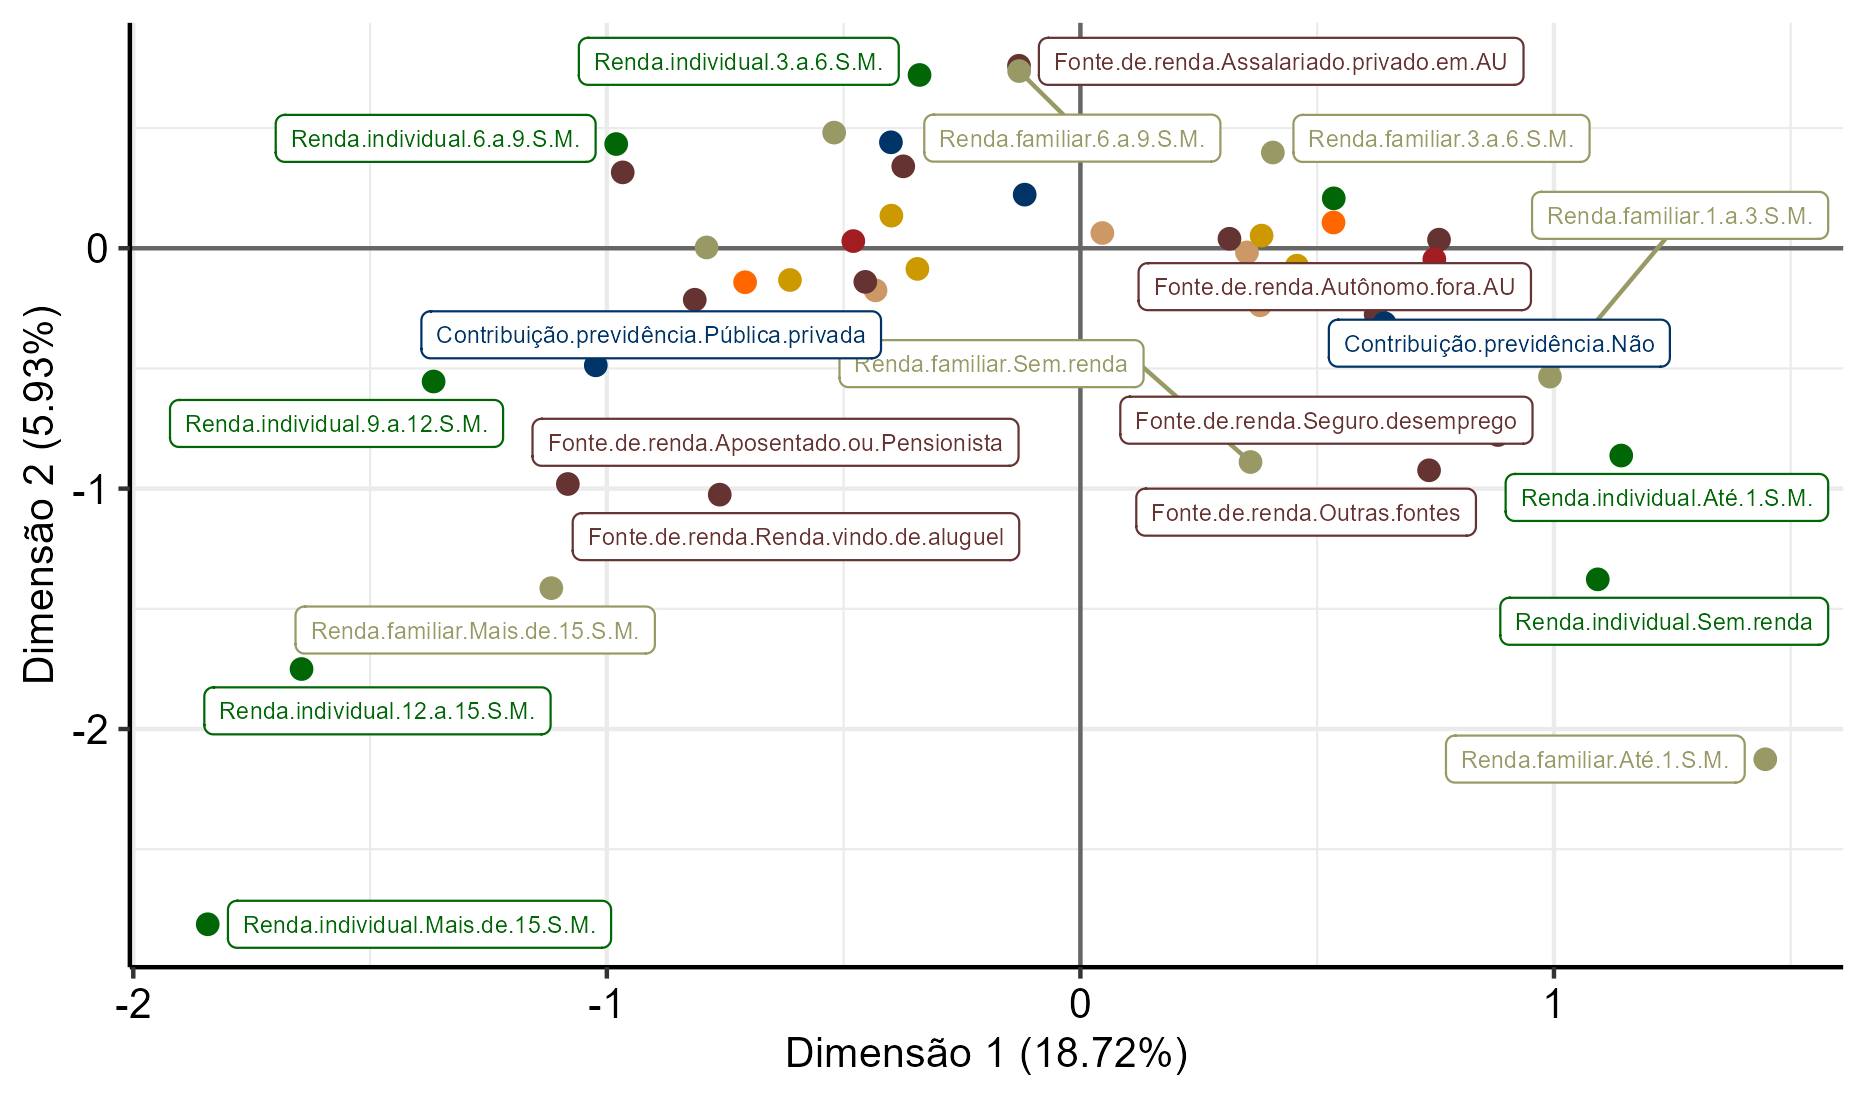 Renda.individual.3.a.6.S.M.
Fonte.de.renda.Assalariado.privado.em.AU
Renda.individual.6.a.9.S.M.
Renda.familiar.6.a.9.S.M.
Renda.familiar.3.a.6.S.M.
Renda.familiar.1.a.3.S.M.
Fonte.de.renda.Autônomo.fora.AU
Contribuição.previdência.Pública.privada
Contribuição.previdência.Não
Renda.familiar.Sem.renda
Renda.individual.9.a.12.S.M.
Fonte.de.renda.Seguro.desemprego
Fonte.de.renda.Aposentado.ou.Pensionista
Renda.individual.Até.1.S.M.
Fonte.de.renda.Outras.fontes
Fonte.de.renda.Renda.vindo.de.aluguel
Renda.individual.Sem.renda
Renda.familiar.Mais.de.15.S.M.
Renda.individual.12.a.15.S.M.
Renda.familiar.Até.1.S.M.
Renda.individual.Mais.de.15.S.M.
0
-1
-2
Dimensão 2 (5.93%)
-2 -1 0 1
Dimensão 1 (18.72%)